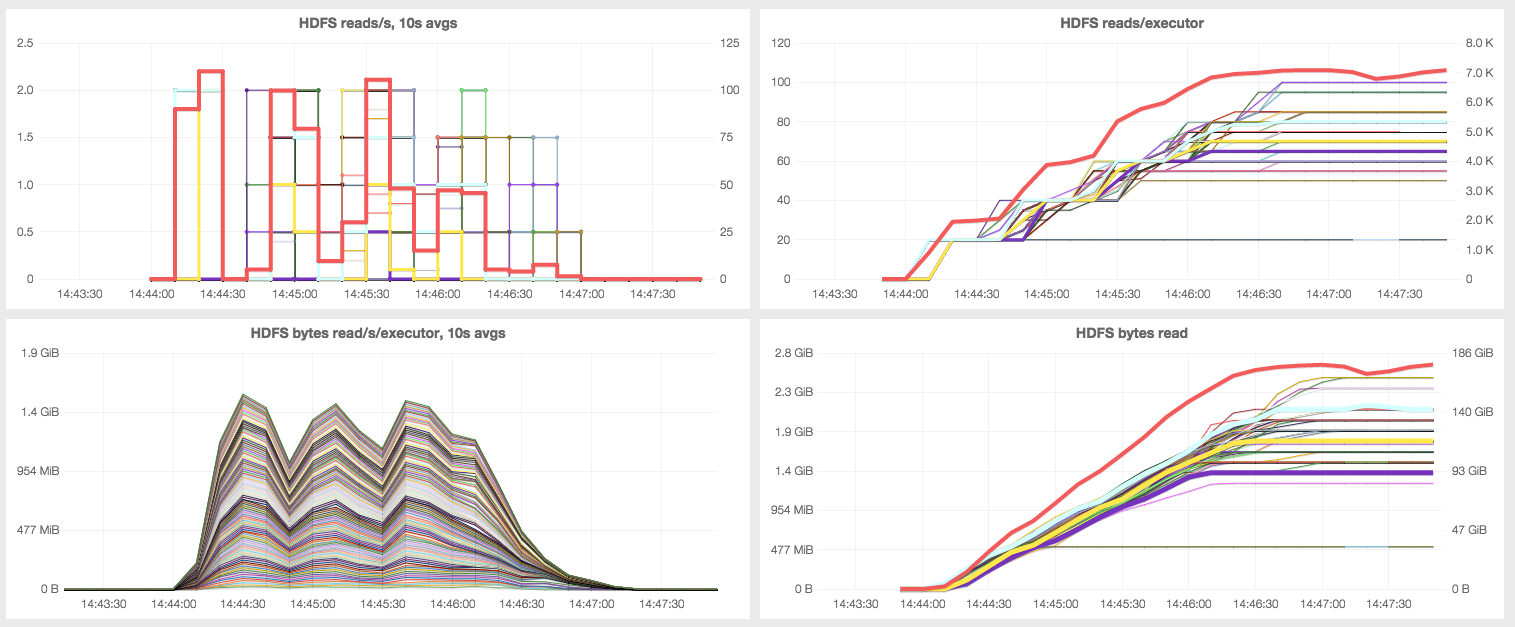 HDFS reads/s, 10s avgs
2.5 125
2.0 100
1.5 75
1.0 50
0.5 25
0 0
14:43:30 14:44:00 14:44:30 14:45:00 14:45:30 14:46:00 14:46:30 14:47:00 14:47:30
HDFS reads/executor
120 8.0 K
7.0 K
100
6.0 K
80
5.0 K
60 4.0 K
3.0 K
40
2.0 K
20
1.0 K
0 0
14:43:30 14:44:00 14:44:30 14:45:00 14:45:30 14:46:00 14:46:30 14:47:00 14:47:30
HDFS bytes read/s/executor, 10s avgs
1.9 GiB
1.4 GiB
954 MiB
477 MiB
0 B
14:43:30 14:44:00 14:44:30 14:45:00 14:45:30 14:46:00 14:46:30 14:47:00 14:47:30
HDFS bytes read
2.8 GiB 186 GiB
2.3 GiB
140 GiB
1.9 GiB
1.4 GiB 93 GiB
954 MiB
47 GiB
477 MiB
0 B 0 B
14:43:30 14:44:00 14:44:30 14:45:00 14:45:30 14:46:00 14:46:30 14:47:00 14:47:30